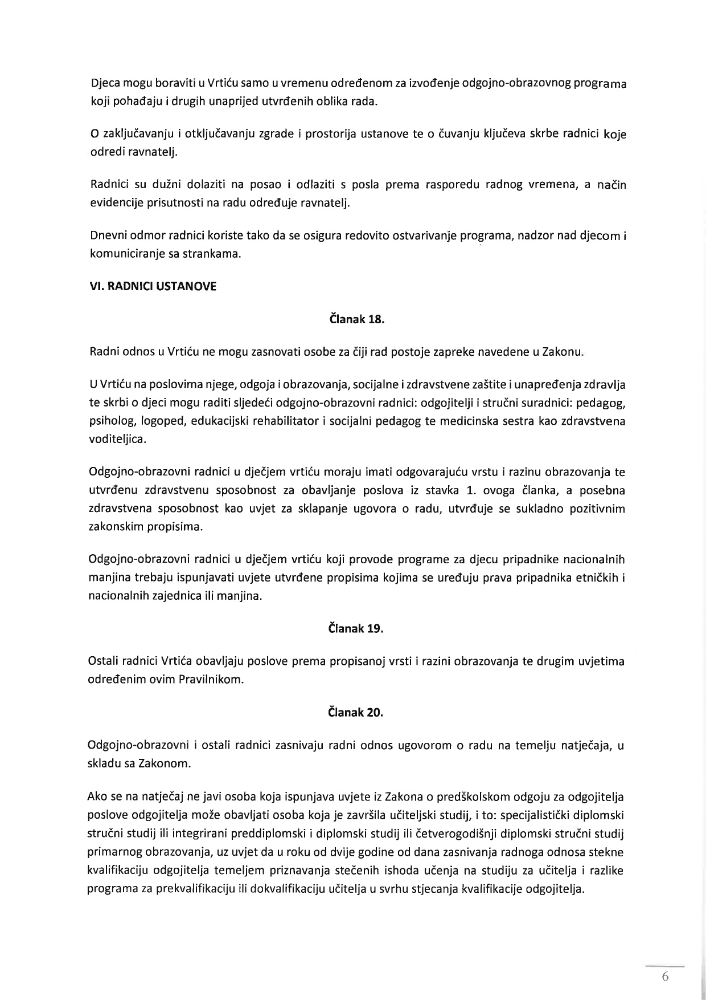 Djeca mogu boraviti u Vrtiću samo u vremenu određenom za izvođenje odgojno-obrazovnog programa
koji pohađaju i drugih unaprijed utvrđenih oblika rada.
O zaključavanju i otključavanju zgrade i prostorija ustanove te o čuvanju ključeva skrbe radnici koje
odredi ravnatelj.
Radnici su dužni dolaziti na posao i odlaziti s posla prema rasporedu radnog vremena, a način
evidencije prisutnosti na radu određuje ravnatelj.
Dnevni odmor radnici koriste tako da se osigura redovito ostvarivanje programa, nadzor nad djecom i
komuniciranje sa strankama.
VI. RADNICI USTANOVE
Članak 18.
Radni odnos u Vrtiću ne mogu zasnovati osobe za čiji rad postoje zapreke navedene u Zakonu.
U Vrtiću na poslovima njege, odgoja i obrazovanja, socijalne i zdravstvene zaštite i unapređenja zdravlja
te skrbi o djeci mogu raditi sljedeći odgojno-obrazovni radnici: odgojitelji i stručni suradnici: pedagog,
psiholog, logoped, edukacijski rehabilitator i socijalni pedagog te medicinska sestra kao zdravstvena
voditeljica.
Odgojno-obrazovni radnici u dječjem vrtiću moraju imati odgovarajuću vrstu i razinu obrazovanja te
utvrđenu zdravstvenu sposobnost za obavljanje poslova iz stavka 1. ovoga članka, a posebna
zdravstvena sposobnost kao uvjet za sklapanje ugovora o radu, utvrđuje se sukladno pozitivnim
zakonskim propisima.
Odgojno-obrazovni radnici u dječjem vrtiću koji provode programe za djecu pripadnike nacionalnih
manjina trebaju ispunjavati uvjete utvrđene propisima kojima se uređuju prava pripadnika etničkih i
nacionalnih zajednica ili manjina.
Članak 19.
Ostali radnici Vrtića obavljaju poslove prema propisanoj vrsti i razini obrazovanja te drugim uvjetima
određenim ovim Pravilnikom.
Članak 20.
Odgojno-obrazovni i ostali radnici zasnivaju radni odnos ugovorom o radu na temelju natječaja, u
skladu sa Zakonom.
Ako se na natječaj ne javi osoba koja ispunjava uvjete iz Zakona o predškolskom odgoju za odgojitelja
poslove odgojitelja može obavljati osoba koja je završila učiteljski studij, i to: specijalistički diplomski
stručni studij ili integrirani preddiplomski i diplomski studij ili četverogodišnji diplomski stručni studij
primarnog obrazovanja, uz uvjet da u roku od dvije godine od dana zasnivanja radnoga odnosa stekne
kvalifikaciju odgojitelja temeljem priznavanja stečenih ishoda učenja na studiju za učitelja i razlike
programa za prekvalifikaciju ili dokvalifikaciju učitelja u svrhu stjecanja kvalifikacije odgojitelja.
6